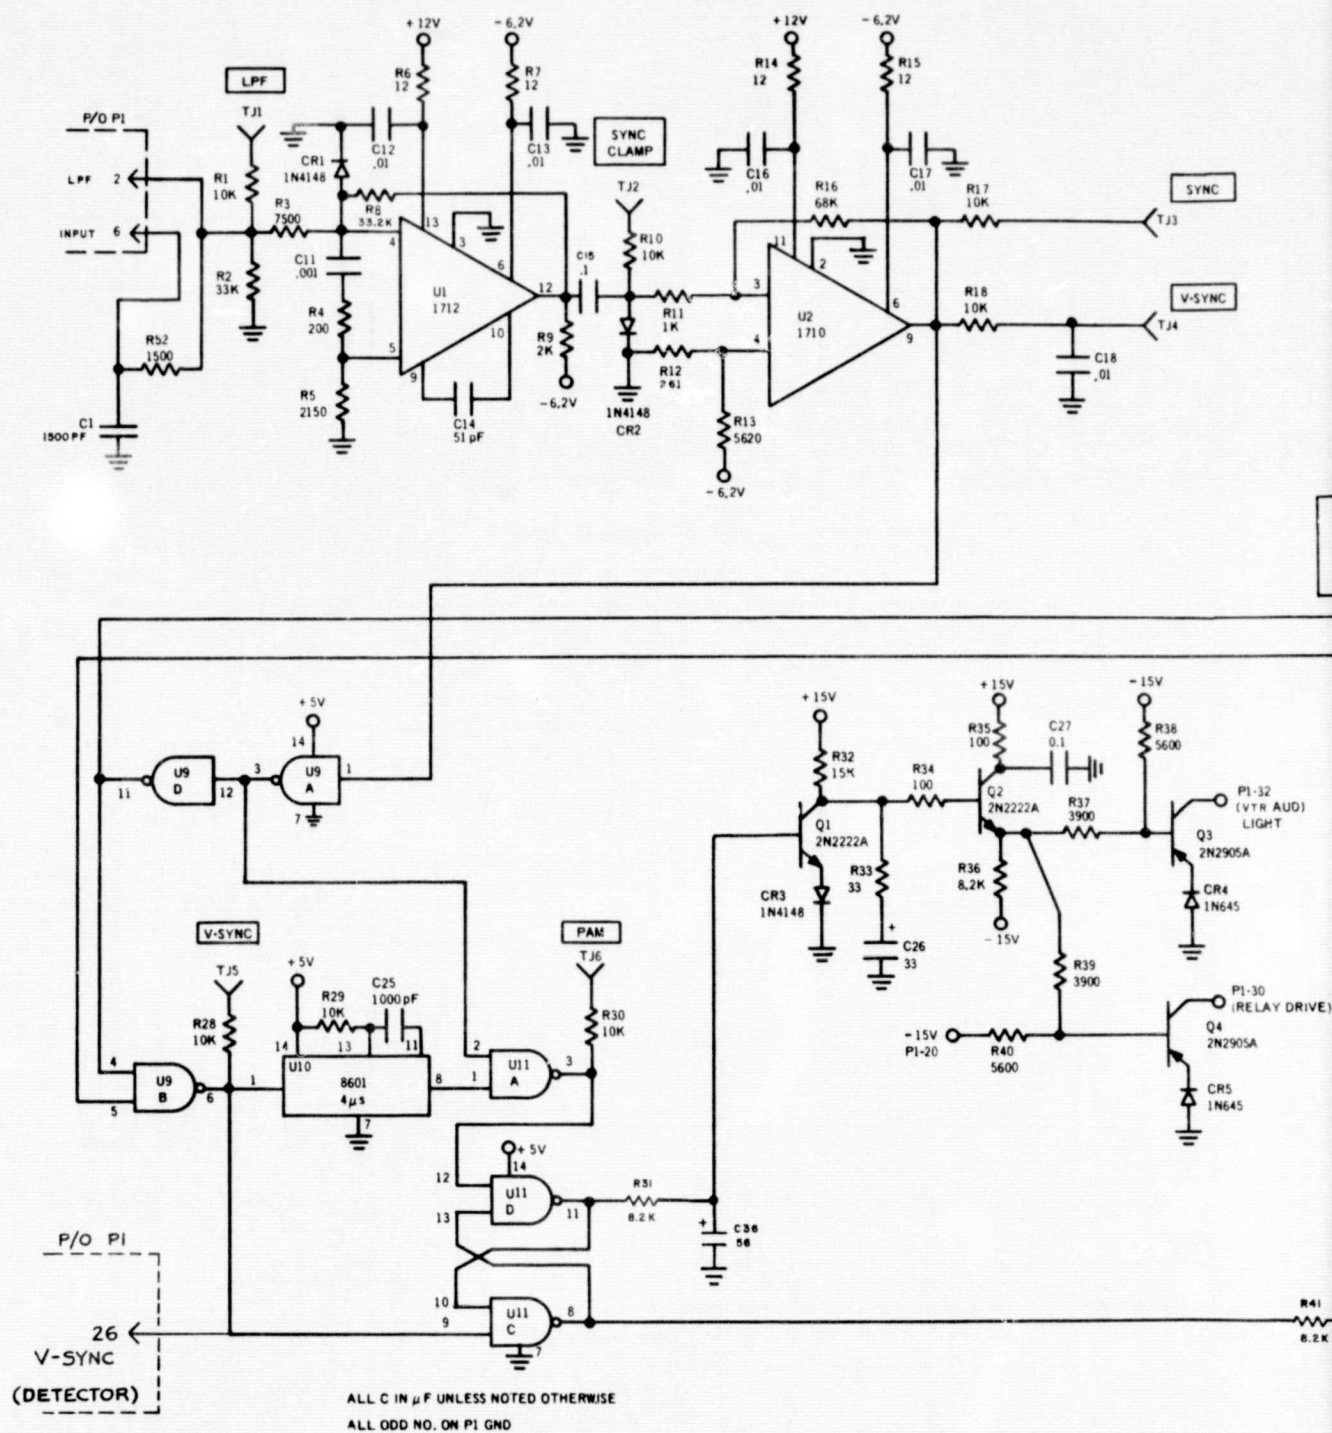 +12V
-6.2V
R6
12
R7
12
LPF
TJ1
P/O P1
LPF 2
INPUT 6
R1
10K
R3
7500
R2
33K
R52
1500
C1
1500PF
CR1
1N4148
C12
.01
C13
.01
R8
33.2K
C11
.001
R4
200
R5
2150
4
5
13
3
6
12
10
9
U1
1712
C14
51pF
C15
.1
R9
2K
-6.2V
SYNC
CLAMP
TJ2
R10
10K
R11
1K
R12
261
1N4148
CR2
R13
5620
-6.2V
+12V
-6.2V
R14
12
R15
12
C16
.01
C17
.01
R16
68K
R17
10K
SYNC
TJ3
11
2
3
4
6
9
U2
1710
R18
10K
V-SYNC
TJ4
C18
.01
+5V
14
U9
A
1
3
7
U9
D
11
12
V-SYNC
TJ5
R28
10K
+5V
R29
10K
C25
1000pF
14
13
11
U10
8601
4μs
1
8
7
4
5
U9
B
6
PAM
TJ6
R30
10K
2
1
U11
A
3
+5V
14
12
13
U11
D
11
R31
8.2K
C36
56
10
9
U11
C
8
7
+15V
R32
15K
Q1
2N2222A
CR3
1N4148
R33
33
C26
33
R34
100
+15V
R35
100
C27
0.1
Q2
2N2222A
R36
8.2K
-15V
R37
3900
-15V
R38
5600
P1-32
(VTR AUD)
LIGHT
Q3
2N2905A
CR4
1N645
R39
3900
-15V
P1-20
R40
5600
P1-30
(RELAY DRIVE)
Q4
2N2905A
CR5
1N645
R41
8.2K
P/O P1
26
V-SYNC
(DETECTOR)
ALL C IN μF UNLESS NOTED OTHERWISE
ALL ODD NO. ON P1 GND